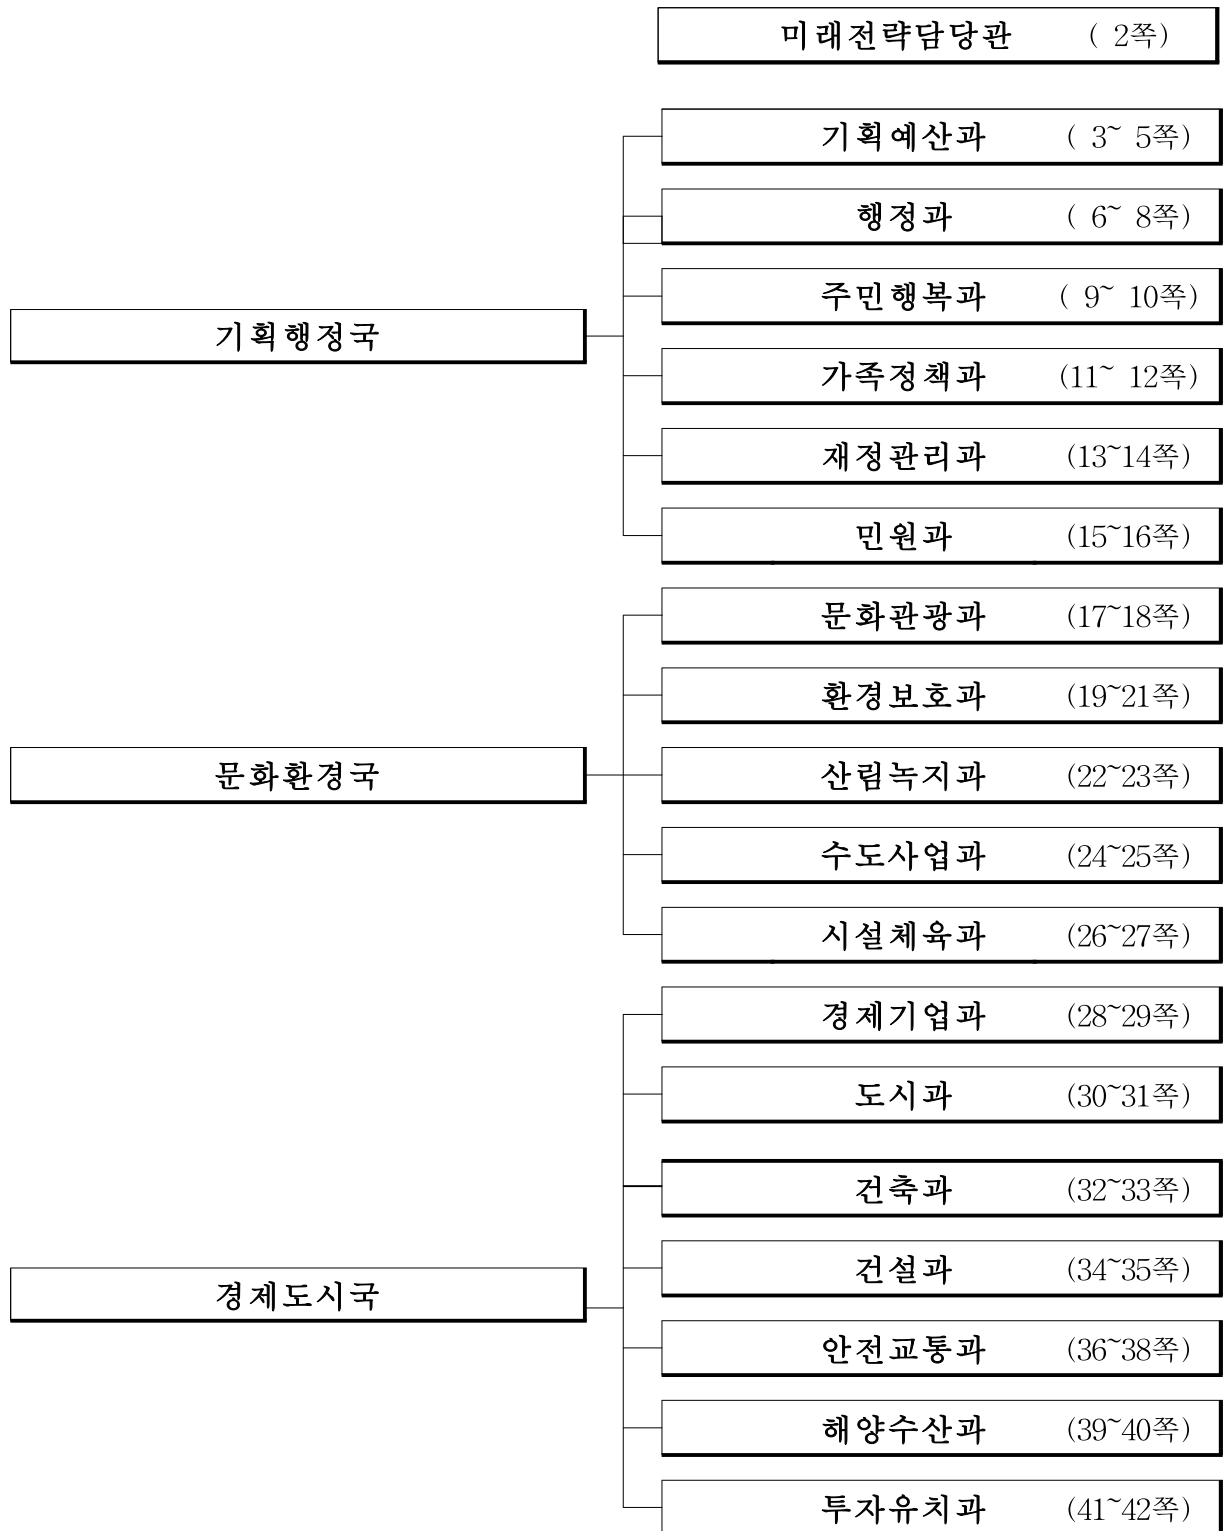 미래전략담당관 ( 2쪽)
기획예산과 ( 3~ 5쪽)
행정과 ( 6~ 8쪽)
주민행복과 ( 9~ 10쪽)
기획행정국
가족정책과 (11~ 12쪽)
재정관리과 (13~14쪽)
민원과 (15~16쪽)
문화관광과 (17~18쪽)
환경보호과 (19~21쪽)
문화환경국
산림녹지과 (22~23쪽)
수도사업과 (24~25쪽)
시설체육과 (26~27쪽)
경제기업과 (28~29쪽)
도시과 (30~31쪽)
건축과 (32~33쪽)
건설과 (34~35쪽)
경제도시국
안전교통과 (36~38쪽)
해양수산과 (39~40쪽)
투자유치과 (41~42쪽)